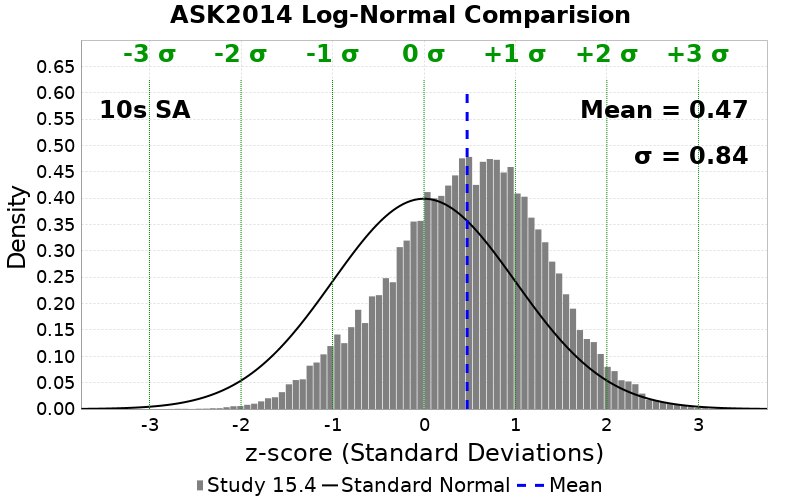 ASK2014 Log-Normal Comparision
-3 σ -2 σ -1 σ 0 σ +1 σ +2 σ +3 σ
10s SA
Mean = 0.47
σ = 0.84
Density
0.65
0.60
0.55
0.50
0.45
0.40
0.35
0.30
0.25
0.20
0.15
0.10
0.05
0.00
-3 -2 -1 0 1 2 3
z-score (Standard Deviations)
Study 15.4 Standard Normal Mean